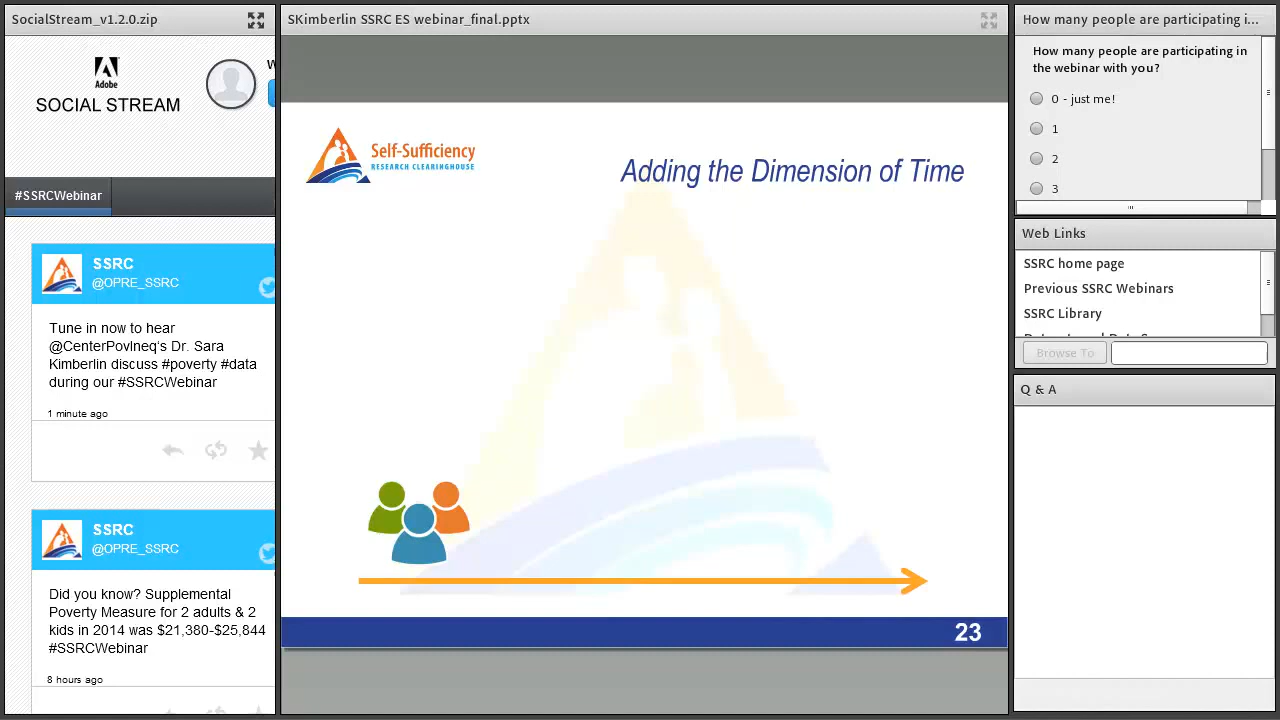 SocialStream_v1.2.0.zip
Adobe
SOCIAL STREAM
#SSRCWebinar
SSRC
@OPRE_SSRC
Tune in now to hear
@CenterPovIneq's Dr. Sara
Kimberlin discuss #poverty #data
during our #SSRCWebinar
1 minute ago
SSRC
@OPRE_SSRC
Did you know? Supplemental
Poverty Measure for 2 adults & 2
kids in 2014 was $21,380-$25,844
#SSRCWebinar
8 hours ago
SKimberlin SSRC ES webinar_final.pptx
Self-Sufficiency
RESEARCH CLEARINGHOUSE
Adding the Dimension of Time
23
How many people are participating i...
How many people are participating in
the webinar with you?
0 - just me!
1
2
3
Web Links
SSRC home page
Previous SSRC Webinars
SSRC Library
Browse To
Q & A